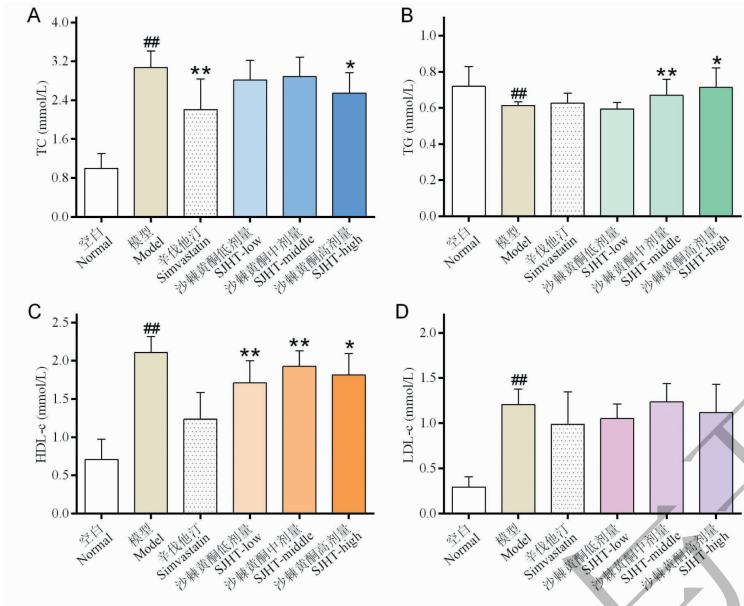 A
TC (mmol/L)
4.0
3.2
2.4
1.6
0.8
0.0
##
**
*
空白
Normal
模型
Model
辛伐他汀
Simvastatin
沙棘黄酮低剂量
SJHT-low
沙棘黄酮中剂量
SJHT-middle
沙棘黄酮高剂量
SJHT-high
B
TG (mmol/L)
1.0
0.8
0.6
0.4
0.2
0.0
##
**
*
空白
Normal
模型
Model
辛伐他汀
Simvastatin
沙棘黄酮低剂量
SJHT-low
沙棘黄酮中剂量
SJHT-middle
沙棘黄酮高剂量
SJHT-high
C
HDL-c (mmol/L)
2.5
2.0
1.5
1.0
0.5
0.0
##
**
**
*
空白
Normal
模型
Model
辛伐他汀
Simvastatin
沙棘黄酮低剂量
SJHT-low
沙棘黄酮中剂量
SJHT-middle
沙棘黄酮高剂量
SJHT-high
D
LDL-c (mmol/L)
2.0
1.5
1.0
0.5
0.0
##
空白
Normal
模型
Model
辛伐他汀
Simvastatin
沙棘黄酮低剂量
SJHT-low
沙棘黄酮中剂量
SJHT-middle
沙棘黄酮高剂量
SJHT-high